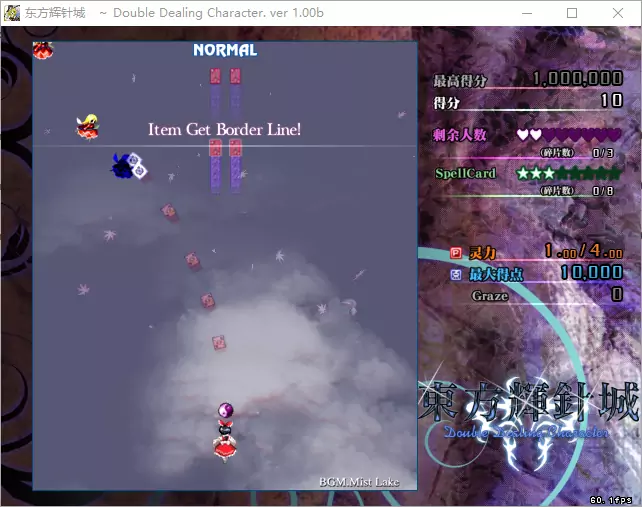 东方辉针城 ~ Double Dealing Character. ver 1.00b
NORMAL
Item Get Border Line!
最高得分 1,000,000
得分 10
剩余人数
(碎片数) 0/3
SpellCard
(碎片数) 0/8
灵力 1.00/4.00
最大得点 10,000
Graze 0
東方輝針城
Double Dealing Character
BGM.Mist Lake
60.1fps